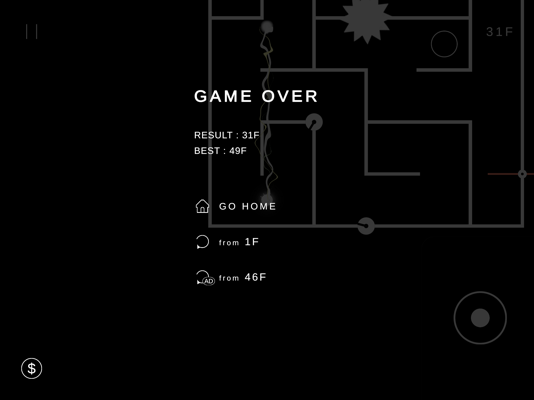 31F
GAME OVER
RESULT : 31F
BEST : 49F
GO HOME
from 1F
AD from 46F
$